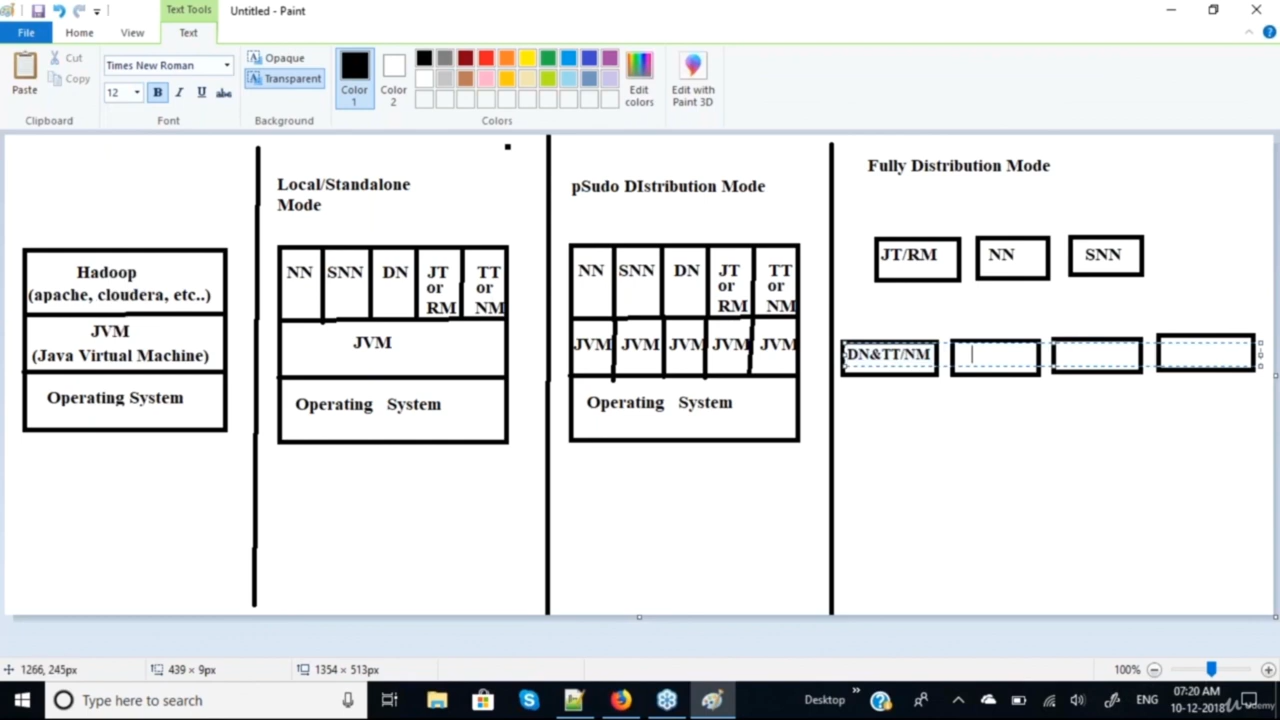 Text Tools
Untitled - Paint
File
Home
View
Text
Paste
Cut
Copy
Clipboard
Times New Roman
12
B
I
U
abc
Font
Opaque
Transparent
Background
Color
1
Color
2
Edit
colors
Edit with
Paint 3D
Colors
Hadoop
(apache, cloudera, etc..)
JVM
(Java Virtual Machine)
Operating System
Local/Standalone
Mode
NN
SNN
DN
JT
or
RM
TT
or
NM
JVM
Operating System
pSudo DIstribution Mode
NN
SNN
DN
JT
or
RM
TT
or
NM
JVM
JVM
JVM
JVM
JVM
Operating System
Fully Distribution Mode
JT/RM
NN
SNN
DN&TT/NM
1266, 245px
439 × 9px
1354 × 513px
100%
Type here to search
Desktop
ENG
07:20 AM
10-12-2018
Udemy